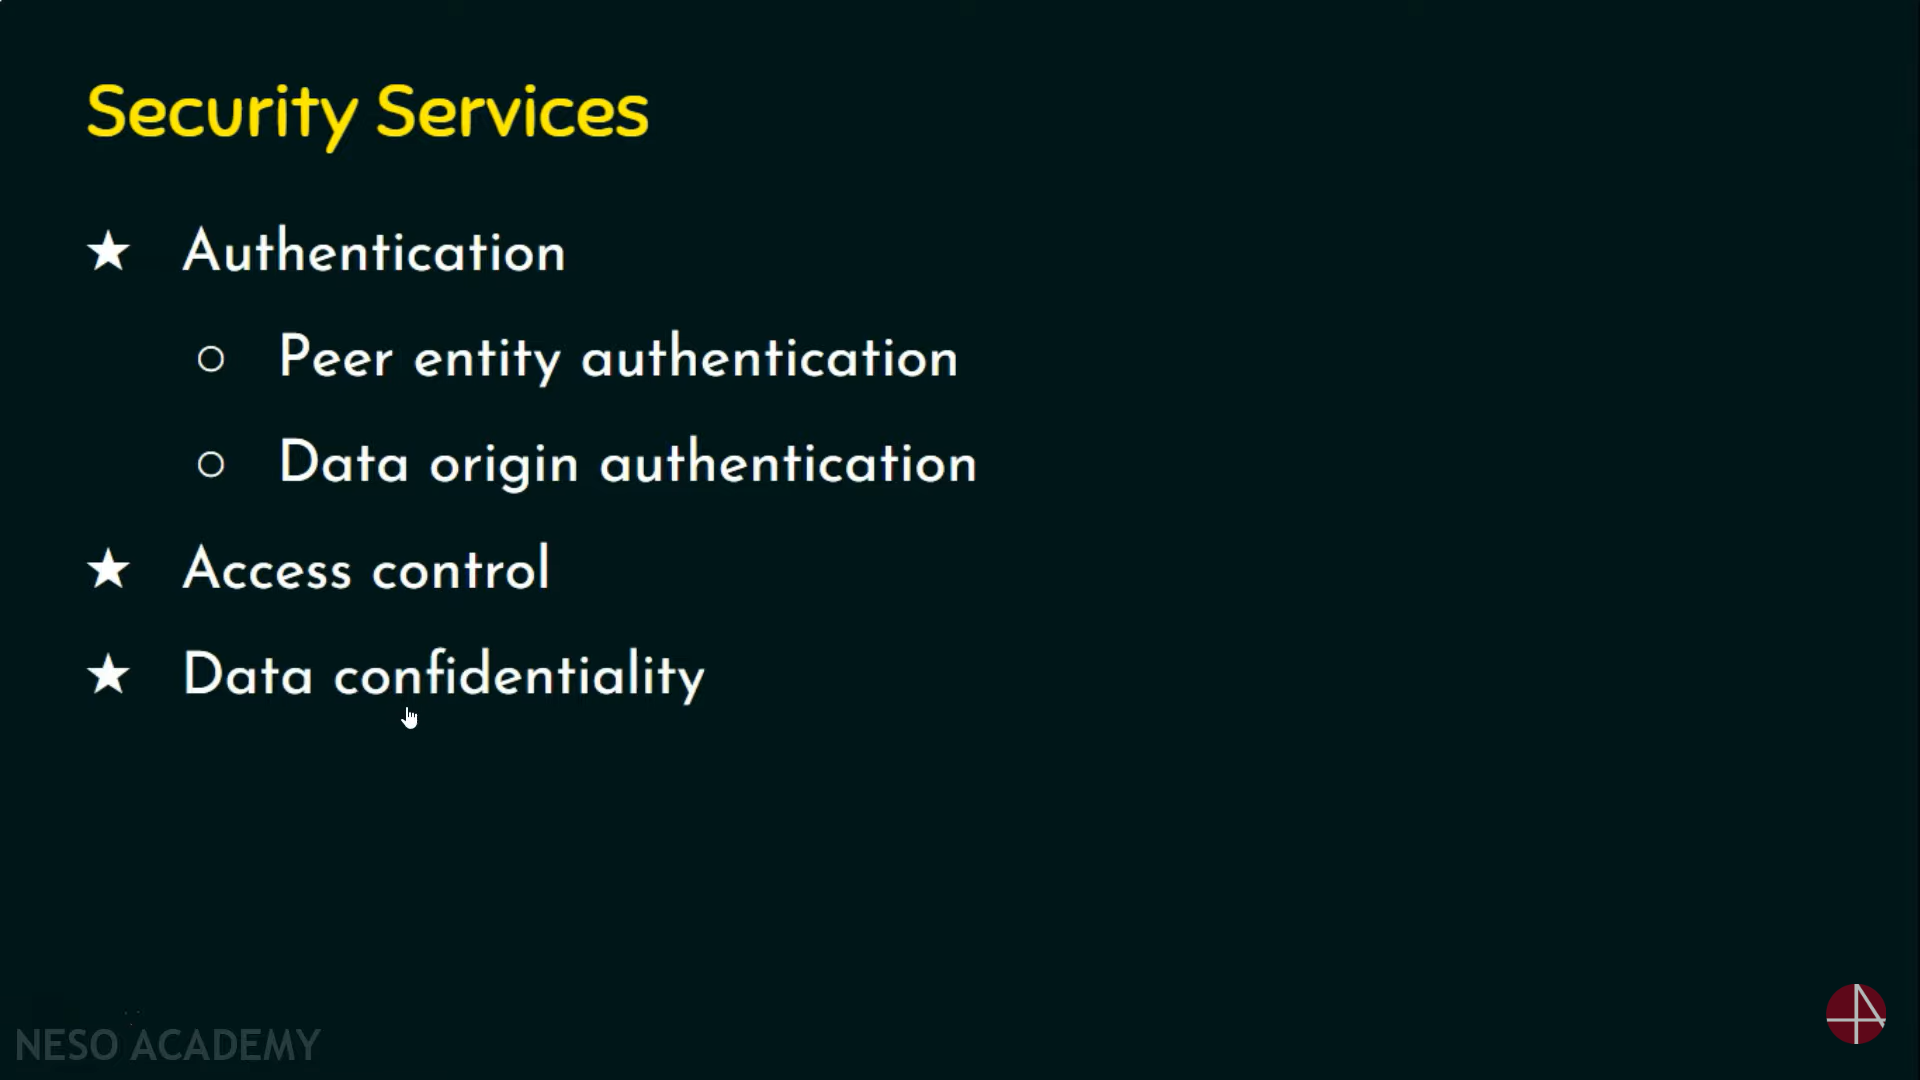 Security Services
★ Authentication
○ Peer entity authentication
○ Data origin authentication
★ Access control
★ Data confidentiality
NESO ACADEMY